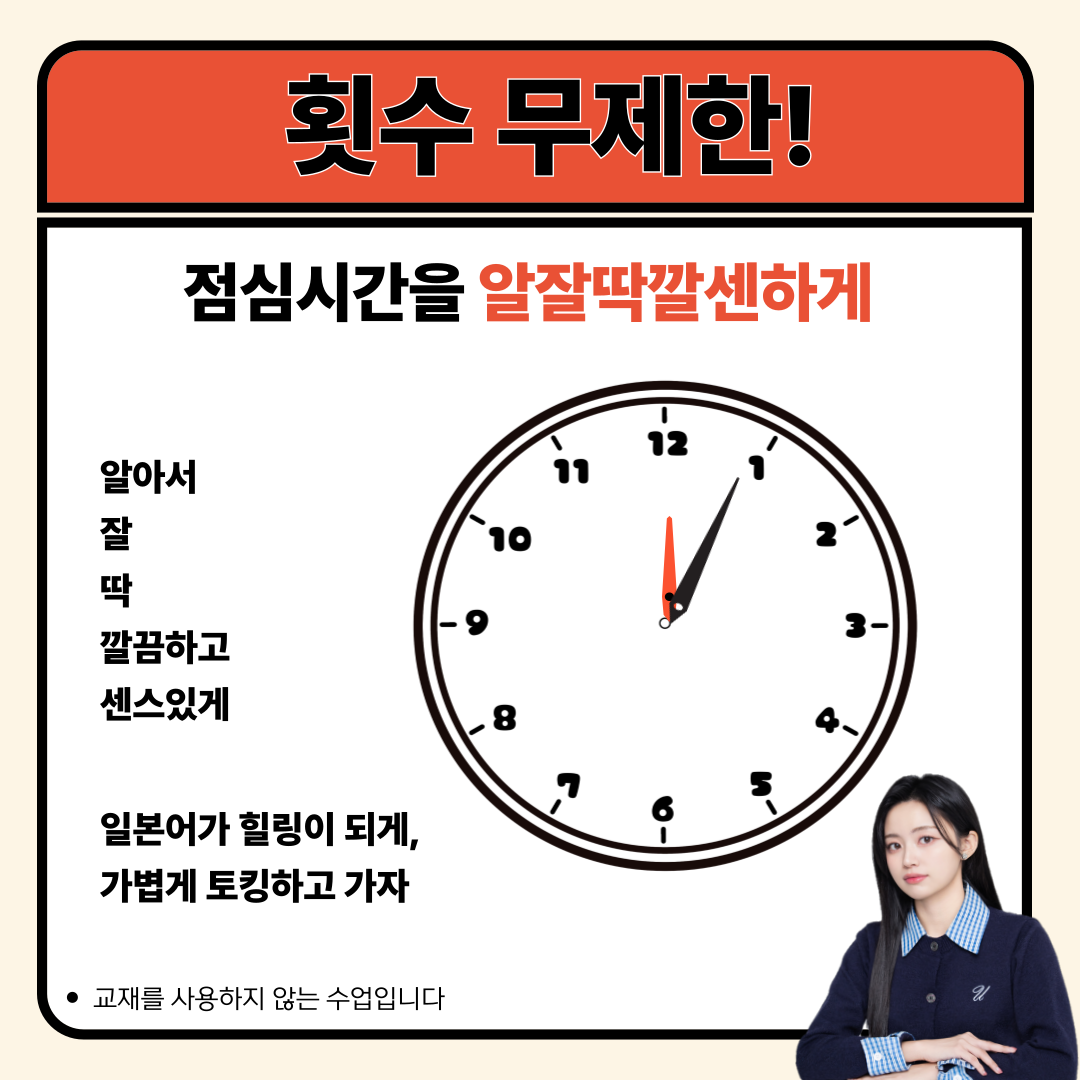 횟수 무제한!
점심시간을 알잘딱깔센하게
알아서
잘
딱
깔끔하고
센스있게
일본어가 힐링이 되게,
가볍게 토킹하고 가자
• 교재를 사용하지 않는 수업입니다
12
1
2
3
4
5
6
7
8
9
10
11
U